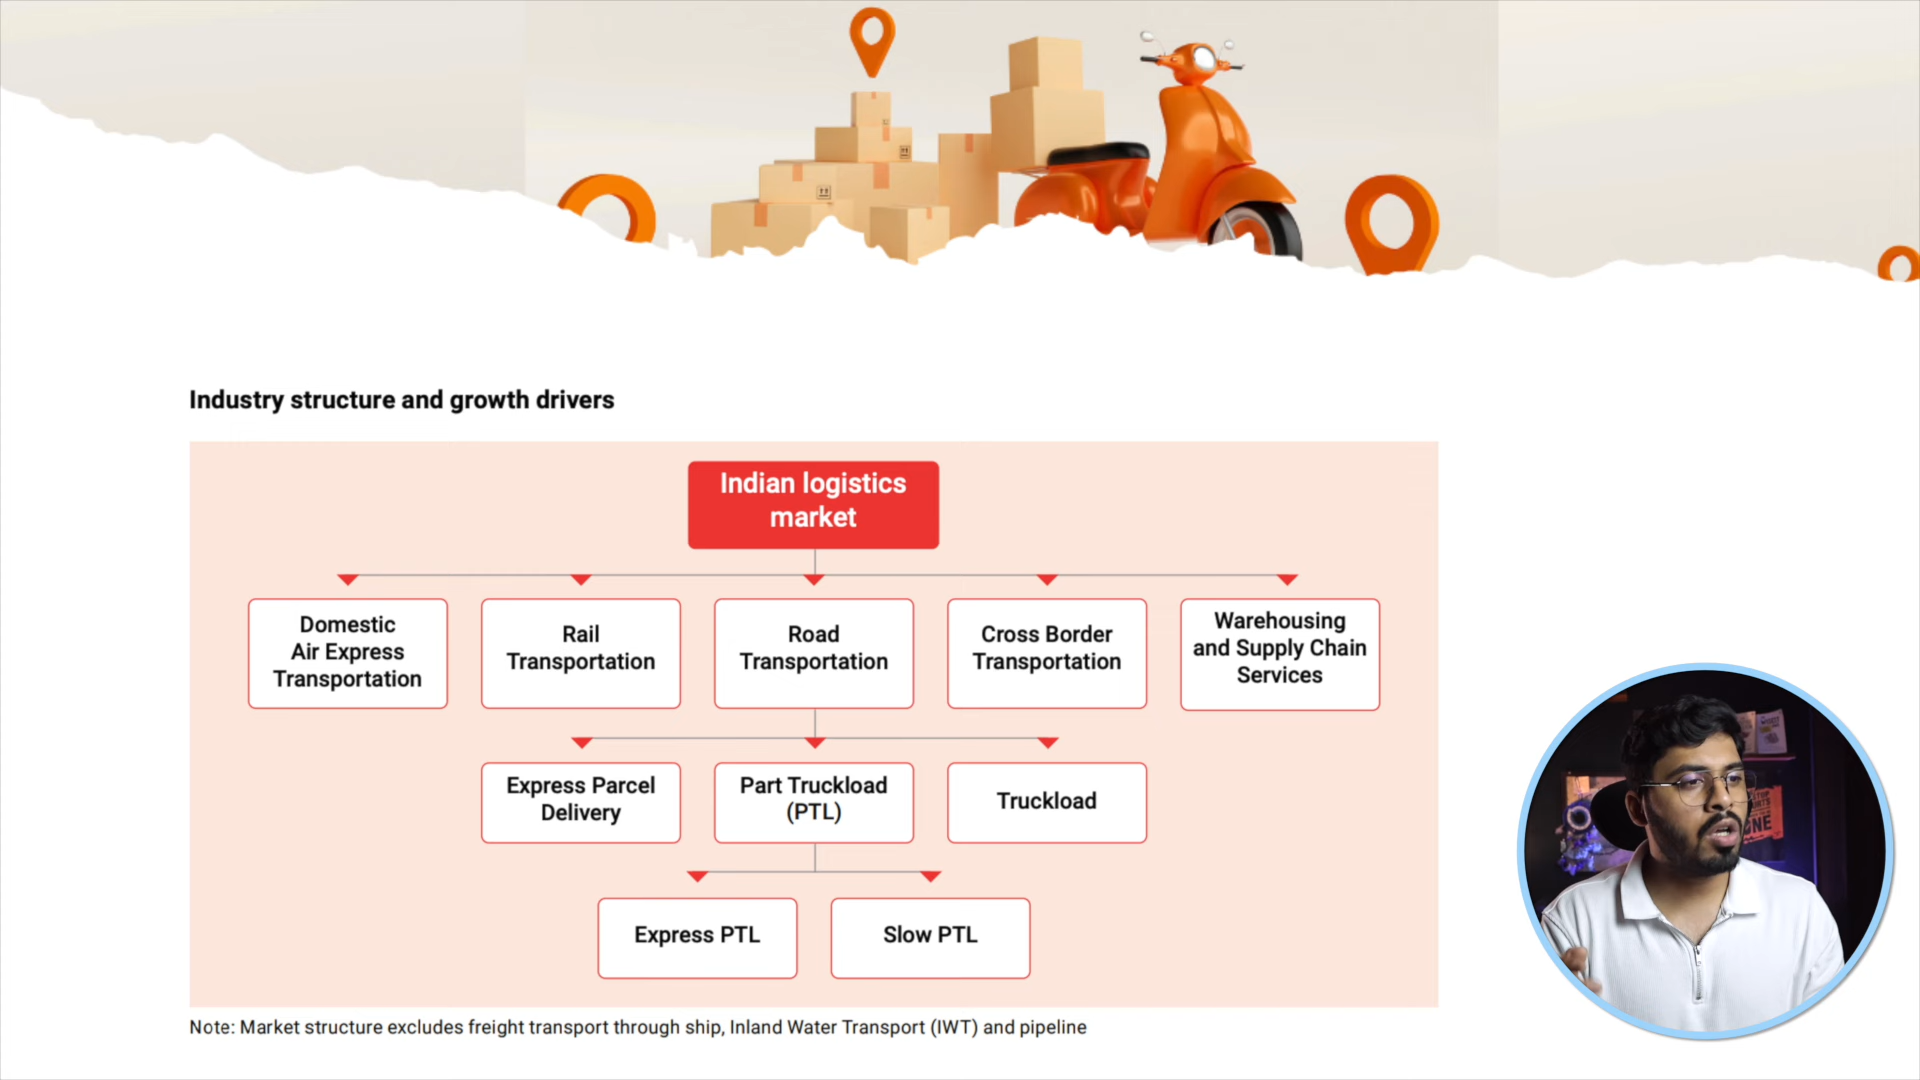 Industry structure and growth drivers
Indian logistics
market
Domestic
Air Express
Transportation
Rail
Transportation
Road
Transportation
Cross Border
Transportation
Warehousing
and Supply Chain
Services
Express Parcel
Delivery
Part Truckload
(PTL)
Truckload
Express PTL
Slow PTL
Note: Market structure excludes freight transport through ship, Inland Water Transport (IWT) and pipeline